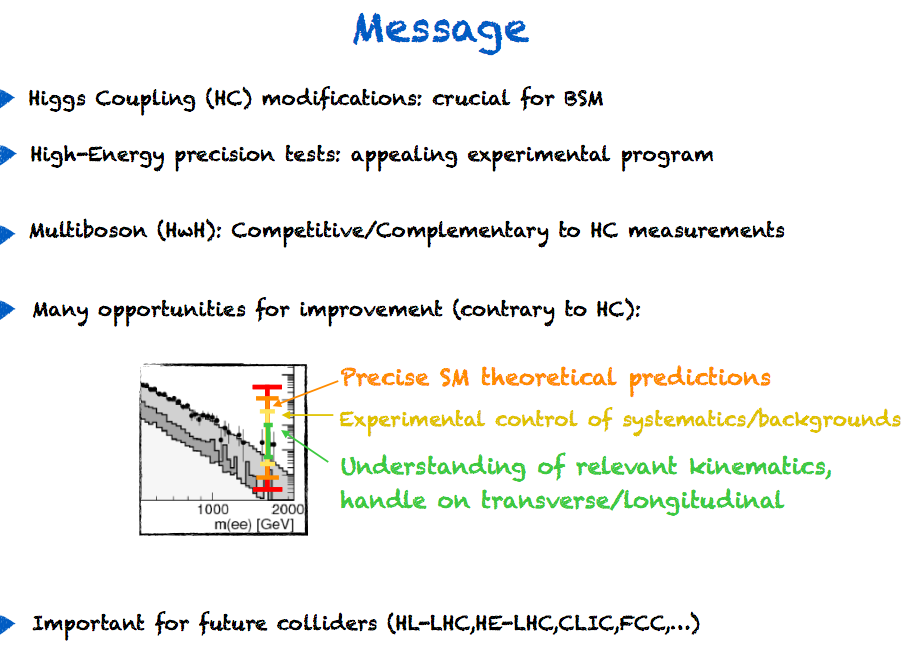 Message
Higgs Coupling (HC) modifications: crucial for BSM
High-Energy precision tests: appealing experimental program
Multiboson (HwH): Competitive/Complementary to HC measurements
Many opportunities for improvement (contrary to HC):
Precise SM theoretical predictions
Experimental control of systematics/backgrounds
Understanding of relevant kinematics,
handle on transverse/longitudinal
1000 2000
m(ee) [GeV]
Important for future colliders (HL-LHC,HE-LHC,CLIC,FCC,...)